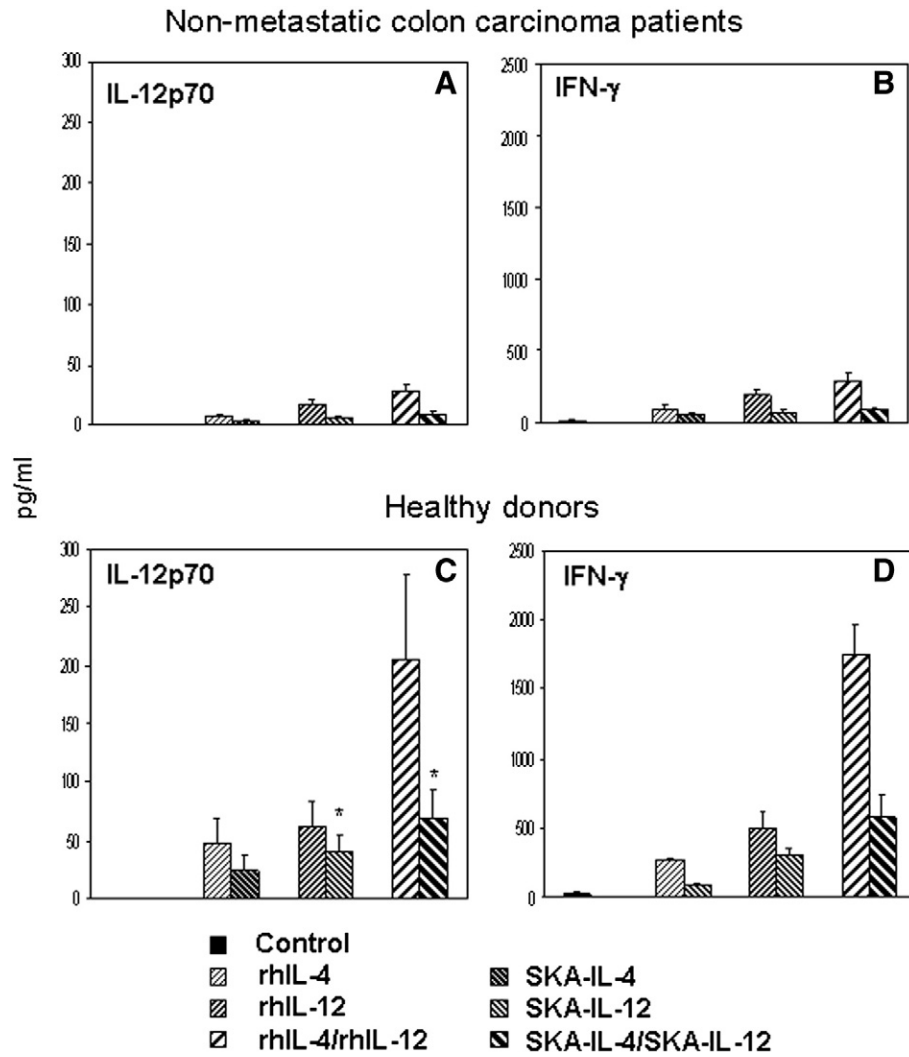 Non-metastatic colon carcinoma patients
IL-12p70
A
300
250
200
150
100
50
0
IFN-γ
B
2500
2000
1500
1000
500
0
pg/ml
Healthy donors
IL-12p70
C
300
250
200
150
100
50
0
*
*
IFN-γ
D
2500
2000
1500
1000
500
0
Control
rhIL-4
SKA-IL-4
rhIL-12
SKA-IL-12
rhIL-4/rhIL-12
SKA-IL-4/SKA-IL-12